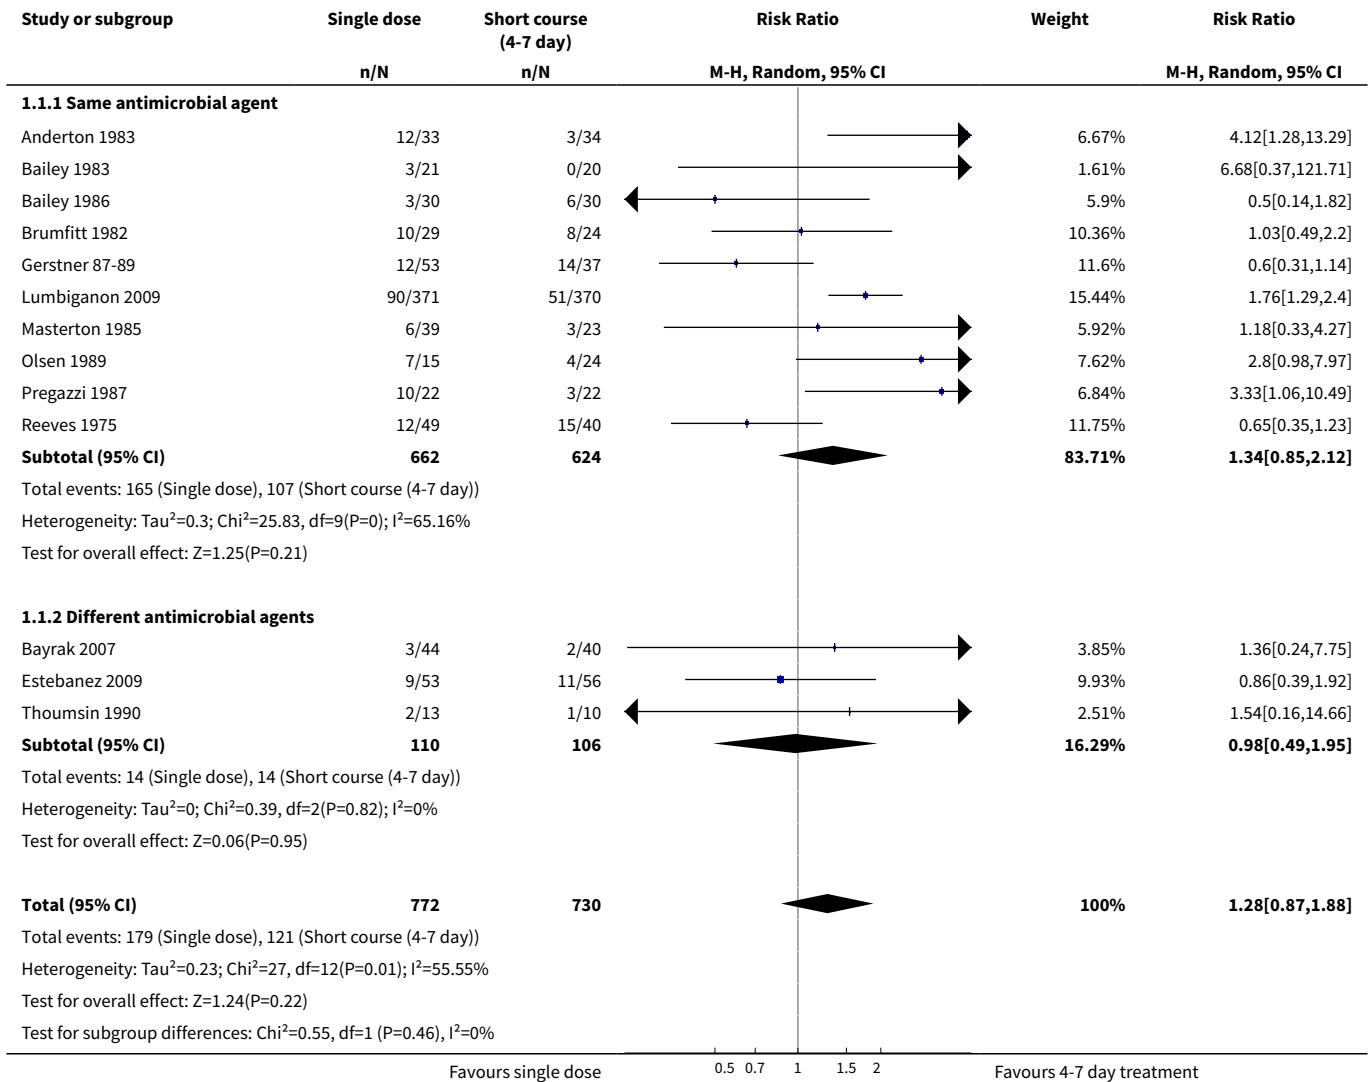 Study or subgroup Single dose Short course (4-7 day) Risk Ratio Weight Risk Ratio
n/N n/N M-H, Random, 95% CI M-H, Random, 95% CI
1.1.1 Same antimicrobial agent
Anderton 1983 12/33 3/34 6.67% 4.12[1.28,13.29]
Bailey 1983 3/21 0/20 1.61% 6.68[0.37,121.71]
Bailey 1986 3/30 6/30 5.9% 0.5[0.14,1.82]
Brumfitt 1982 10/29 8/24 10.36% 1.03[0.49,2.2]
Gerstner 87-89 12/53 14/37 11.6% 0.6[0.31,1.14]
Lumbiganon 2009 90/371 51/370 15.44% 1.76[1.29,2.4]
Masterton 1985 6/39 3/23 5.92% 1.18[0.33,4.27]
Olsen 1989 7/15 4/24 7.62% 2.8[0.98,7.97]
Pregazzi 1987 10/22 3/22 6.84% 3.33[1.06,10.49]
Reeves 1975 12/49 15/40 11.75% 0.65[0.35,1.23]
Subtotal (95% CI) 662 624 83.71% 1.34[0.85,2.12]
Total events: 165 (Single dose), 107 (Short course (4-7 day))
Heterogeneity: Tau²=0.3; Chi²=25.83, df=9(P=0); I²=65.16%
Test for overall effect: Z=1.25(P=0.21)
1.1.2 Different antimicrobial agents
Bayrak 2007 3/44 2/40 3.85% 1.36[0.24,7.75]
Estebanez 2009 9/53 11/56 9.93% 0.86[0.39,1.92]
Thoumsin 1990 2/13 1/10 2.51% 1.54[0.16,14.66]
Subtotal (95% CI) 110 106 16.29% 0.98[0.49,1.95]
Total events: 14 (Single dose), 14 (Short course (4-7 day))
Heterogeneity: Tau²=0; Chi²=0.39, df=2(P=0.82); I²=0%
Test for overall effect: Z=0.06(P=0.95)
Total (95% CI) 772 730 100% 1.28[0.87,1.88]
Total events: 179 (Single dose), 121 (Short course (4-7 day))
Heterogeneity: Tau²=0.23; Chi²=27, df=12(P=0.01); I²=55.55%
Test for overall effect: Z=1.24(P=0.22)
Test for subgroup differences: Chi²=0.55, df=1 (P=0.46), I²=0%
Favours single dose 0.5 0.7 1 1.5 2 Favours 4-7 day treatment